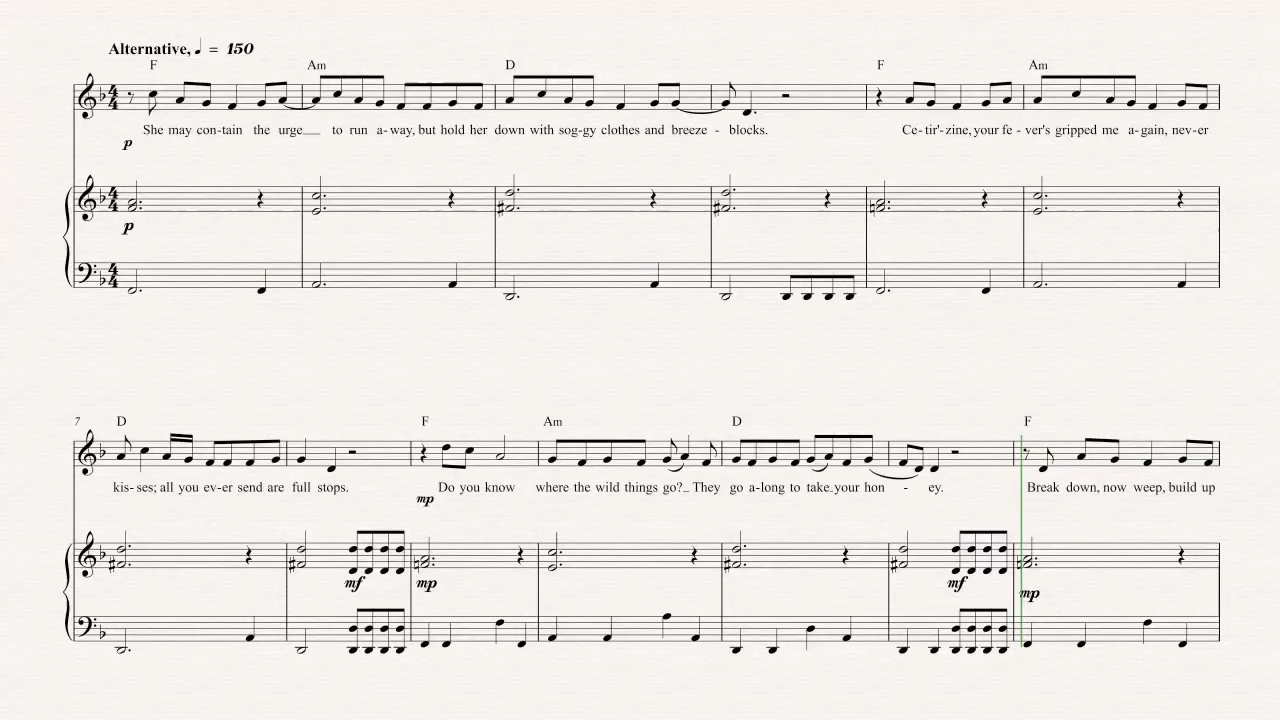 Alternative, ♩ = 150
F Am D F Am
She may con-tain the urge__ to run a-way, but hold her down with sog-gy clothes and breeze - blocks. Ce-tir'-zine, your fe - ver's gripped me a-gain, nev-er
p
p
7 D F Am D F
kis-ses; all you ev-er send are full stops. Do you know where the wild things go?_ They go a-long to take_your hon - ey. Break down, now weep, build up
mp
mf mp mf mp